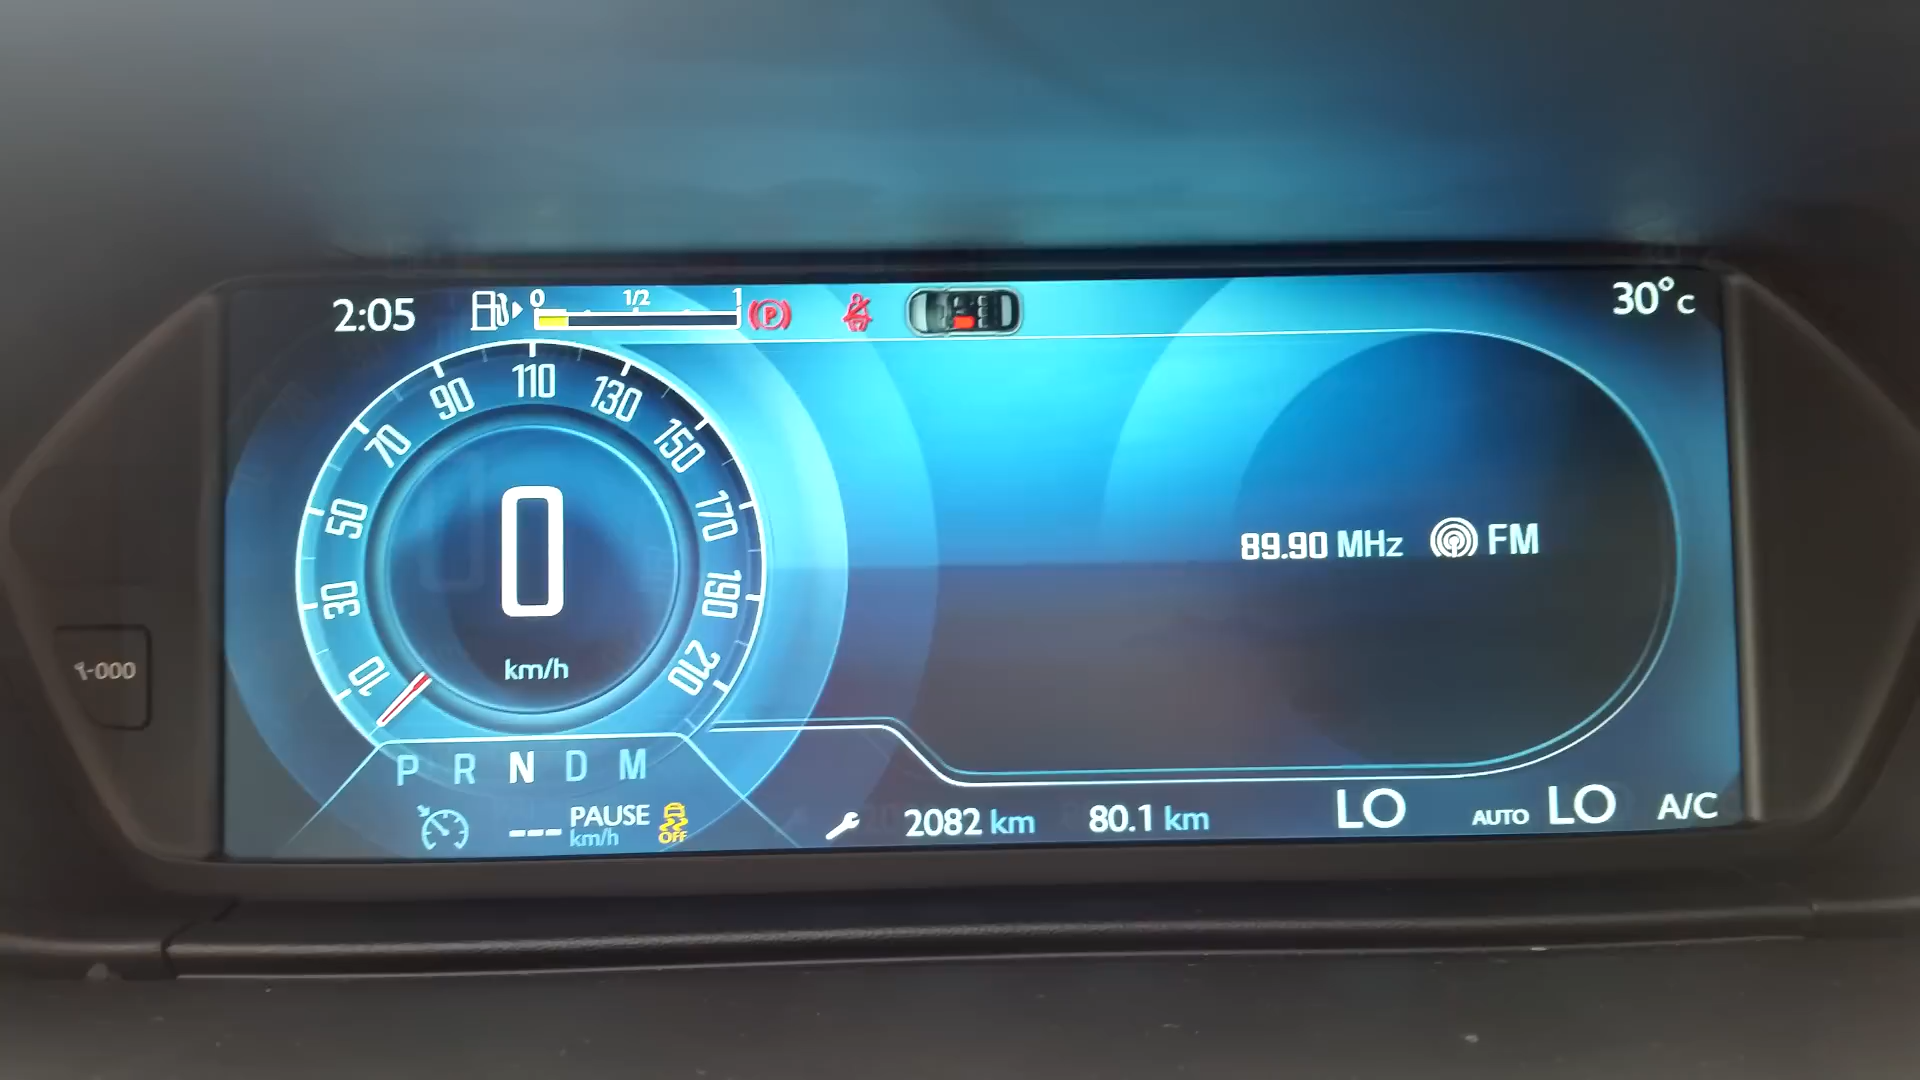 2:05
0 1/2 1
P
30°C
10 30 50 70 90 110 130 150 170 190 210
0
km/h
89.90 MHz FM
-000
P R N D M
--- PAUSE
km/h
OFF
2082 km 80.1 km LO AUTO LO A/C